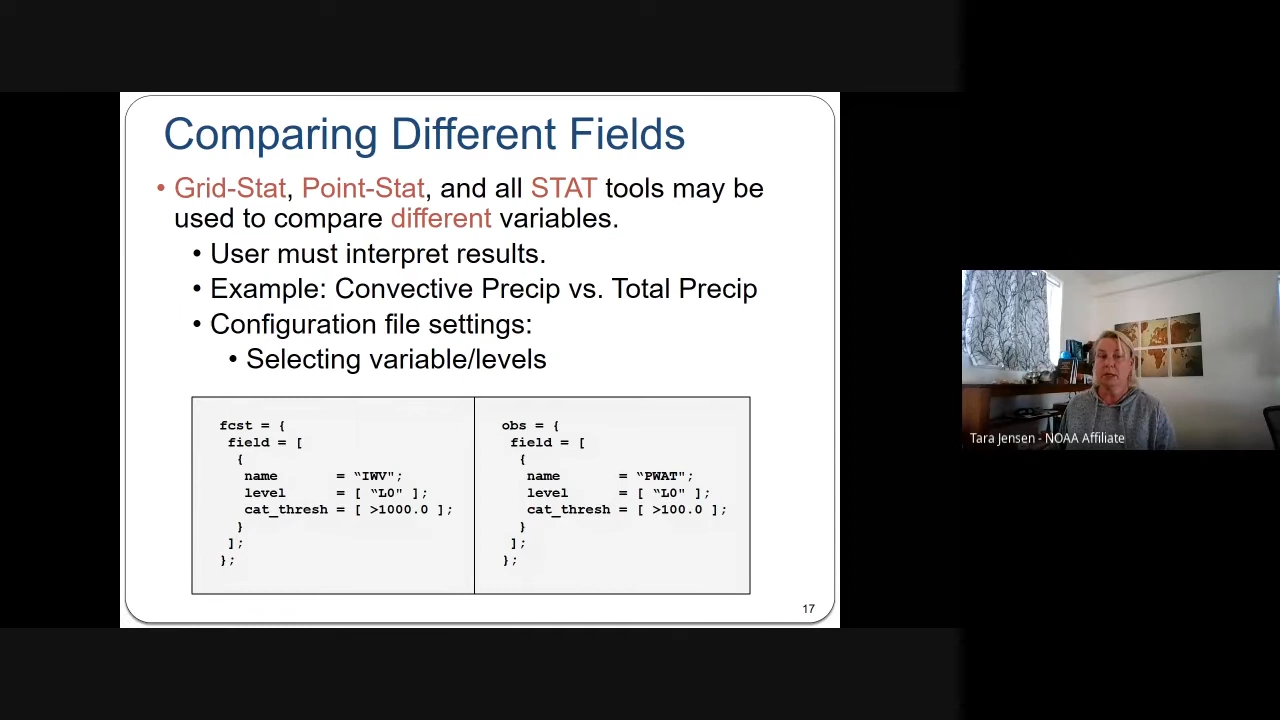 Comparing Different Fields
• Grid-Stat, Point-Stat, and all STAT tools may be
used to compare different variables.
• User must interpret results.
• Example: Convective Precip vs. Total Precip
• Configuration file settings:
• Selecting variable/levels
fcst = {
field = [
{
name = “IWV";
level = [ “L0" ];
cat_thresh = [ >1000.0 ];
}
];
};
obs = {
field = [
{
name = “PWAT";
level = [ “L0" ];
cat_thresh = [ >100.0 ];
}
];
};
17
Tara Jensen - NOAA Affiliate